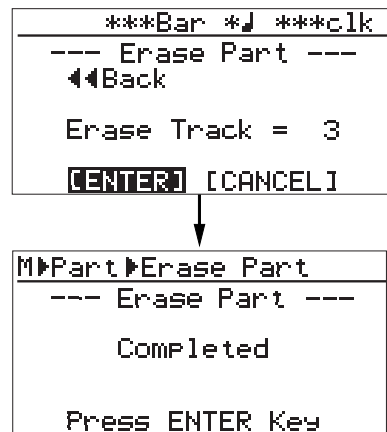 ***Bar *♩ ***clk
--- Erase Part ---
◀◀Back
Erase Track = 3
[ENTER] [CANCEL]
M▶Part▶Erase Part
--- Erase Part ---
Completed
Press ENTER Key